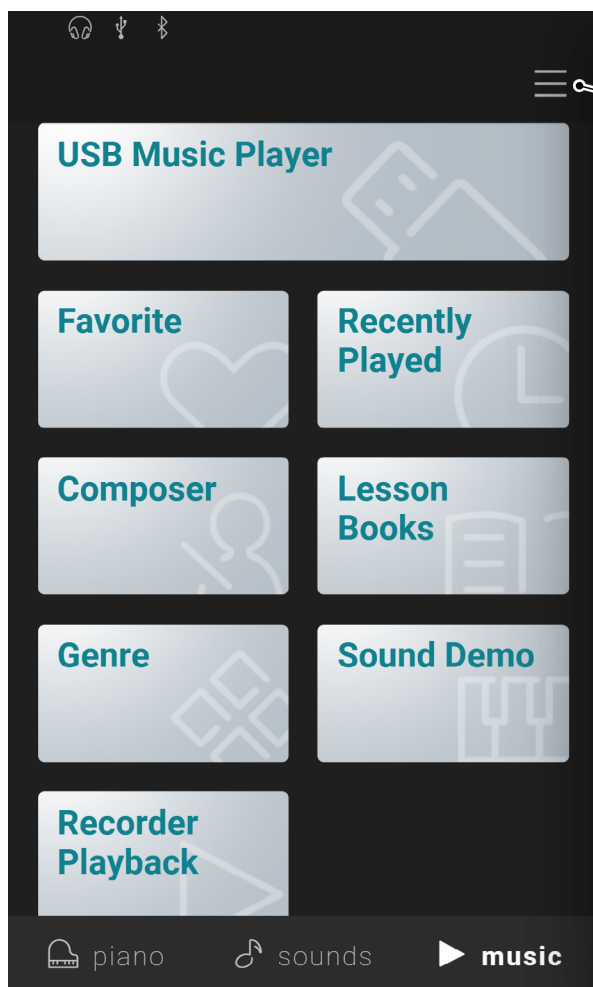 USB Music Player
Favorite
Recently
Played
Composer
Lesson
Books
Genre
Sound Demo
Recorder
Playback
piano sounds music